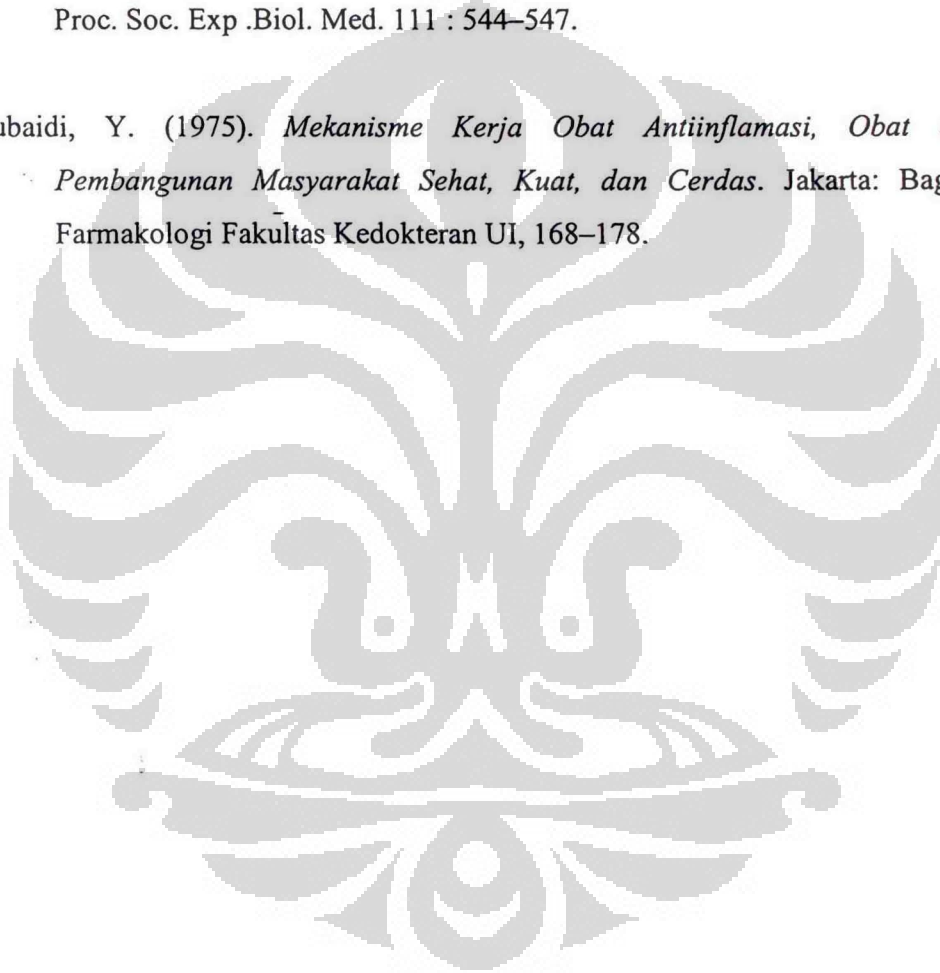 Proc. Soc. Exp .Biol. Med. 111 : 544–547.
Y. (1975). Mekanisme Kerja Obat Antiinflamasi, Obat
Pembangunan Masyarakat Sehat, Kuat, dan Cerdas. Jakarta:
Farmakologi Fakultas Kedokteran UI, 168–178.